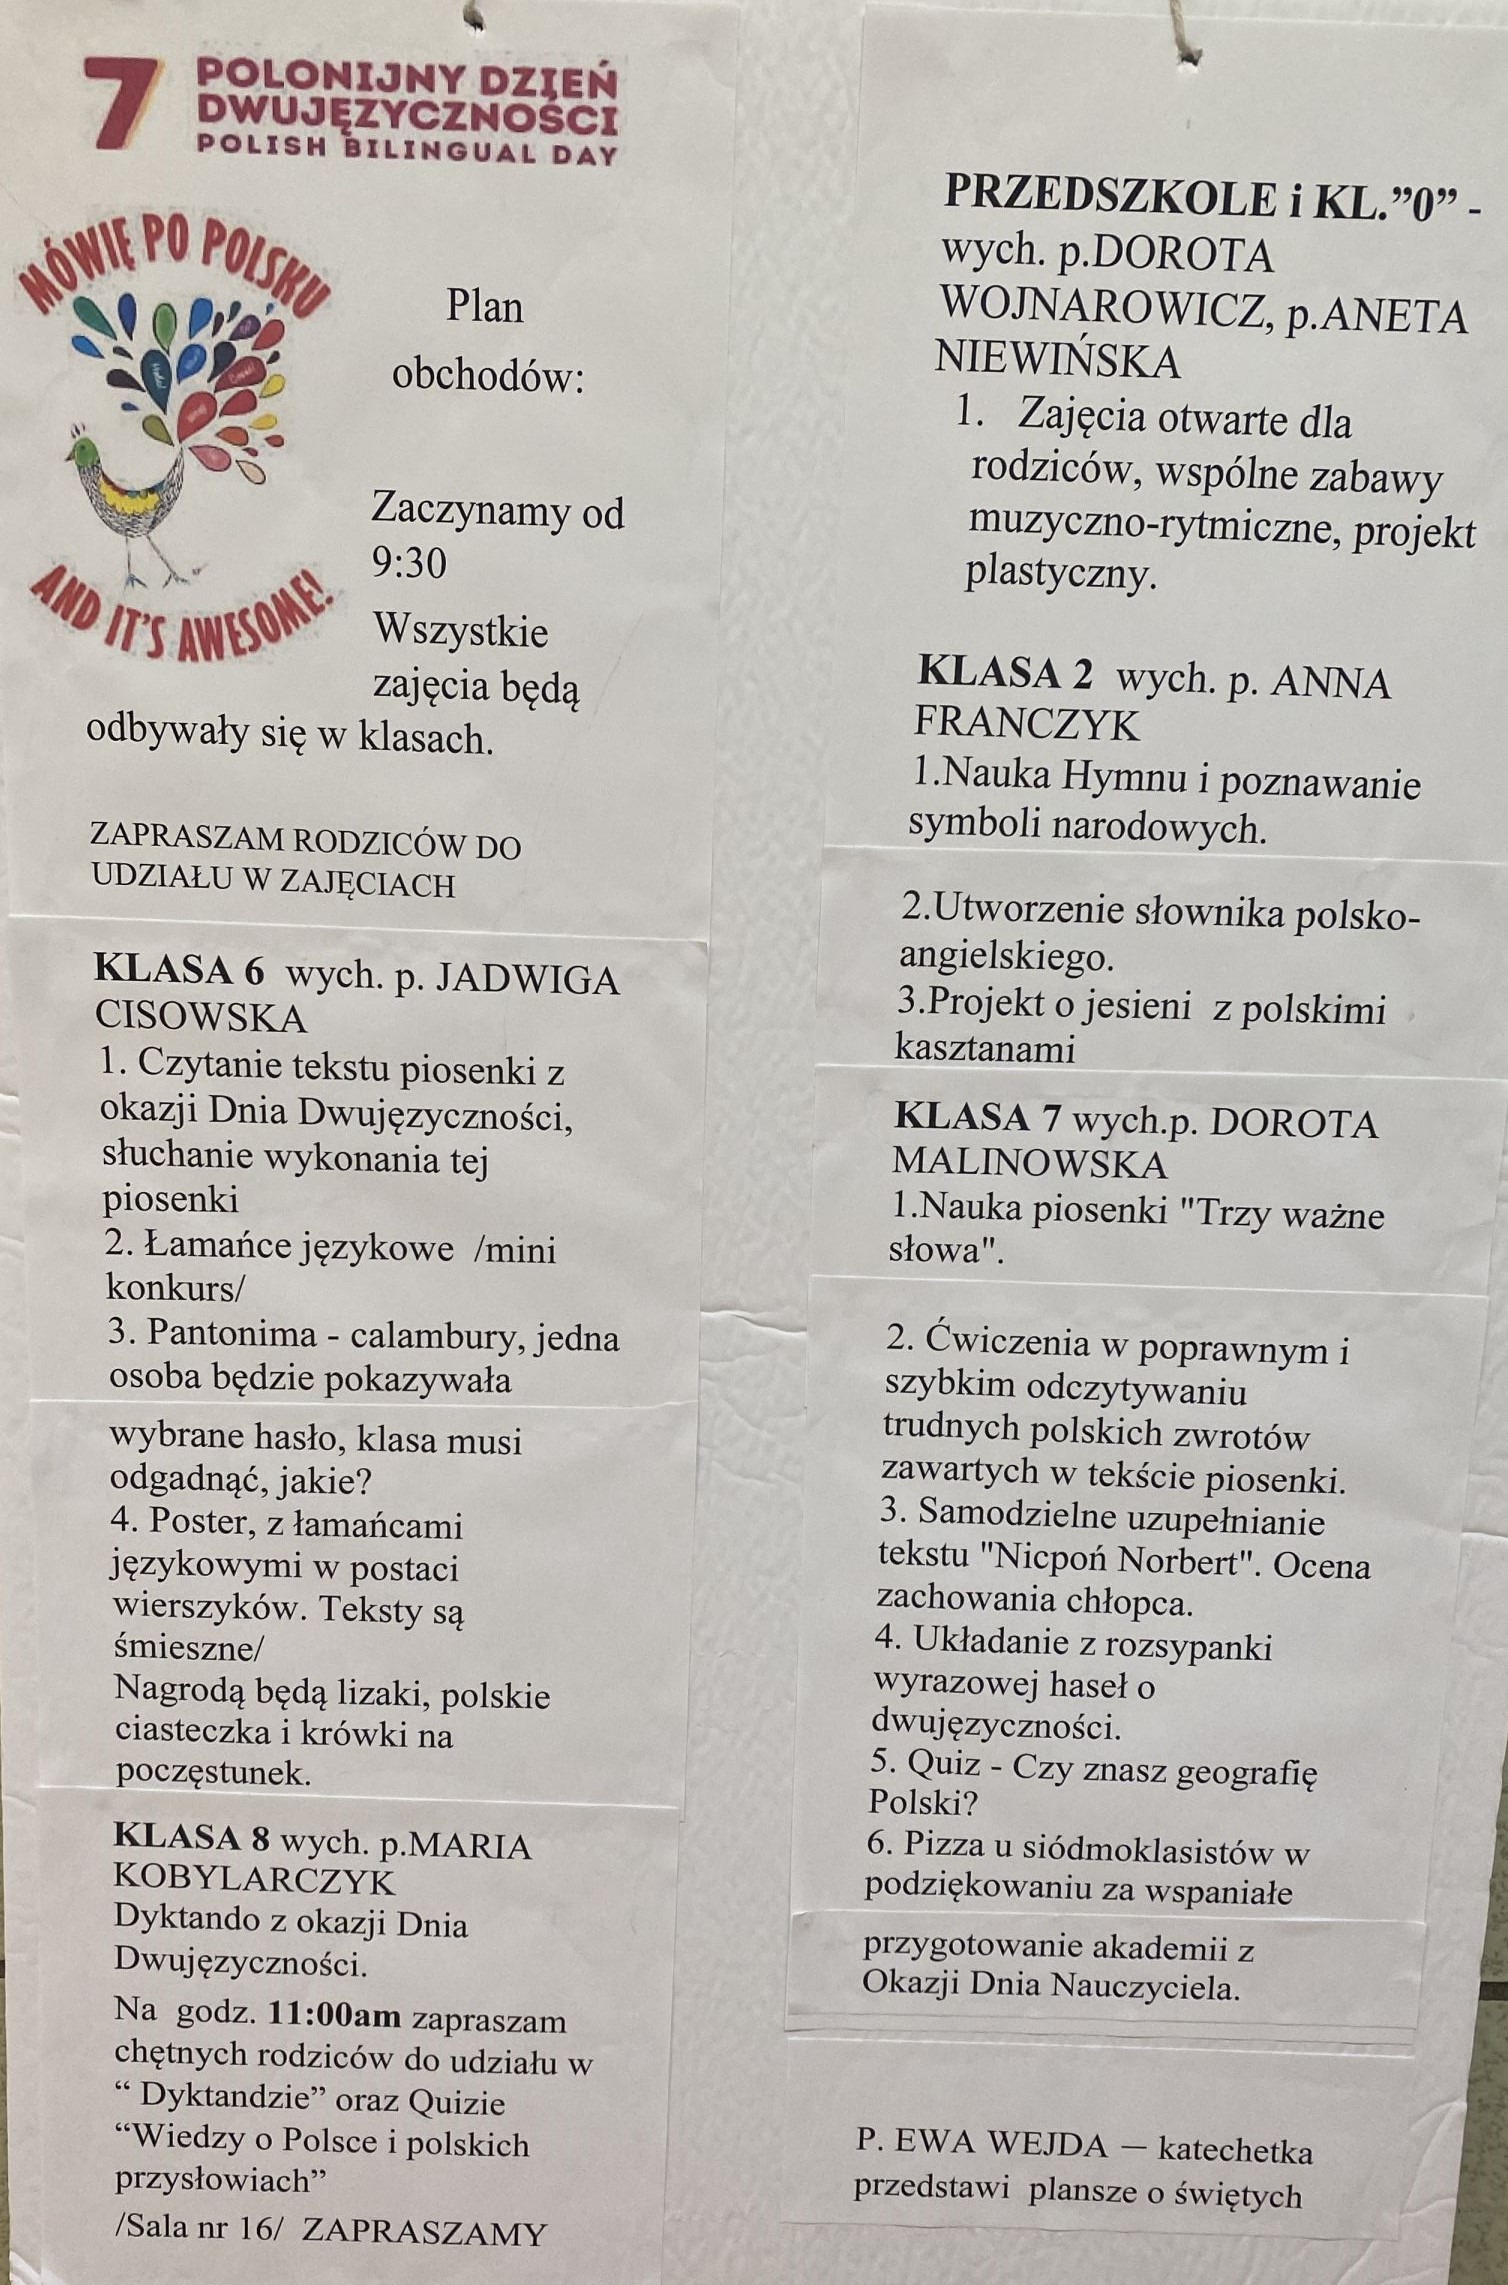 7 POLONIJNY DZIEŃ
DWUJĘZYCZNOŚCI
POLISH BILINGUAL DAY
MÓWIĘ PO POLSKU
AND IT'S AWESOME!
Plan
obchodów:
Zaczynamy od
9:30
Wszystkie
zajęcia będą
odbywały się w klasach.
ZAPRASZAM RODZICÓW DO
UDZIAŁU W ZAJĘCIACH
KLASA 6 wych. p. JADWIGA
CISOWSKA
1. Czytanie tekstu piosenki z
okazji Dnia Dwujęzyczności,
słuchanie wykonania tej
piosenki
2. Łamańce językowe /mini
konkurs/
3. Pantonima - calambury, jedna
osoba będzie pokazywała
wybrane hasło, klasa musi
odgadnąć, jakie?
4. Poster, z łamańcami
językowymi w postaci
wierszyków. Teksty są
śmieszne/
Nagrodą będą lizaki, polskie
ciasteczka i krówki na
poczęstunek.
KLASA 8 wych. p.MARIA
KOBYLARCZYK
Dyktando z okazji Dnia
Dwujęzyczności.
Na godz. 11:00am zapraszam
chętnych rodziców do udziału w
“ Dyktandzie” oraz Quizie
“Wiedzy o Polsce i polskich
przysłowiach”
/Sala nr 16/ ZAPRASZAMY
PRZEDSZKOLE i KL.”0” -
wych. p.DOROTA
WOJNAROWICZ, p.ANETA
NIEWIŃSKA
1. Zajęcia otwarte dla
rodziców, wspólne zabawy
muzyczno-rytmiczne, projekt
plastyczny.
KLASA 2 wych. p. ANNA
FRANCZYK
1.Nauka Hymnu i poznawanie
symboli narodowych.
2.Utworzenie słownika polsko-
angielskiego.
3.Projekt o jesieni z polskimi
kasztanami
KLASA 7 wych.p. DOROTA
MALINOWSKA
1.Nauka piosenki "Trzy ważne
słowa".
2. Ćwiczenia w poprawnym i
szybkim odczytywaniu
trudnych polskich zwrotów
zawartych w tekście piosenki.
3. Samodzielne uzupełnianie
tekstu "Nicpoń Norbert". Ocena
zachowania chłopca.
4. Układanie z rozsypanki
wyrazowej haseł o
dwujęzyczności.
5. Quiz - Czy znasz geografię
Polski?
6. Pizza u siódmoklasistów w
podziękowaniu za wspaniałe
przygotowanie akademii z
Okazji Dnia Nauczyciela.
P. EWA WEJDA — katechetka
przedstawi plansze o świętych